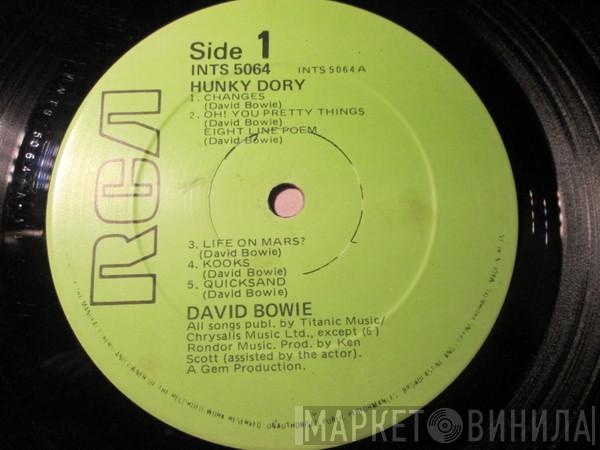 Side 1
INTS 5064 INTS 5064 A
HUNKY DORY
1. CHANGES
(David Bowie)
2. OH! YOU PRETTY THINGS
(David Bowie)
EIGHT LINE POEM
(David Bowie)
RCA
3. LIFE ON MARS?
(David Bowie)
4. KOOKS
(David Bowie)
5. QUICKSAND
(David Bowie)
DAVID BOWIE
All songs publ. by Titanic Music/
Chrysalis Music Ltd., except (6)
Rondor Music. Prod. by Ken
Scott (assisted by the actor).
A Gem Production.
МАРКЕТ ВИНИЛА